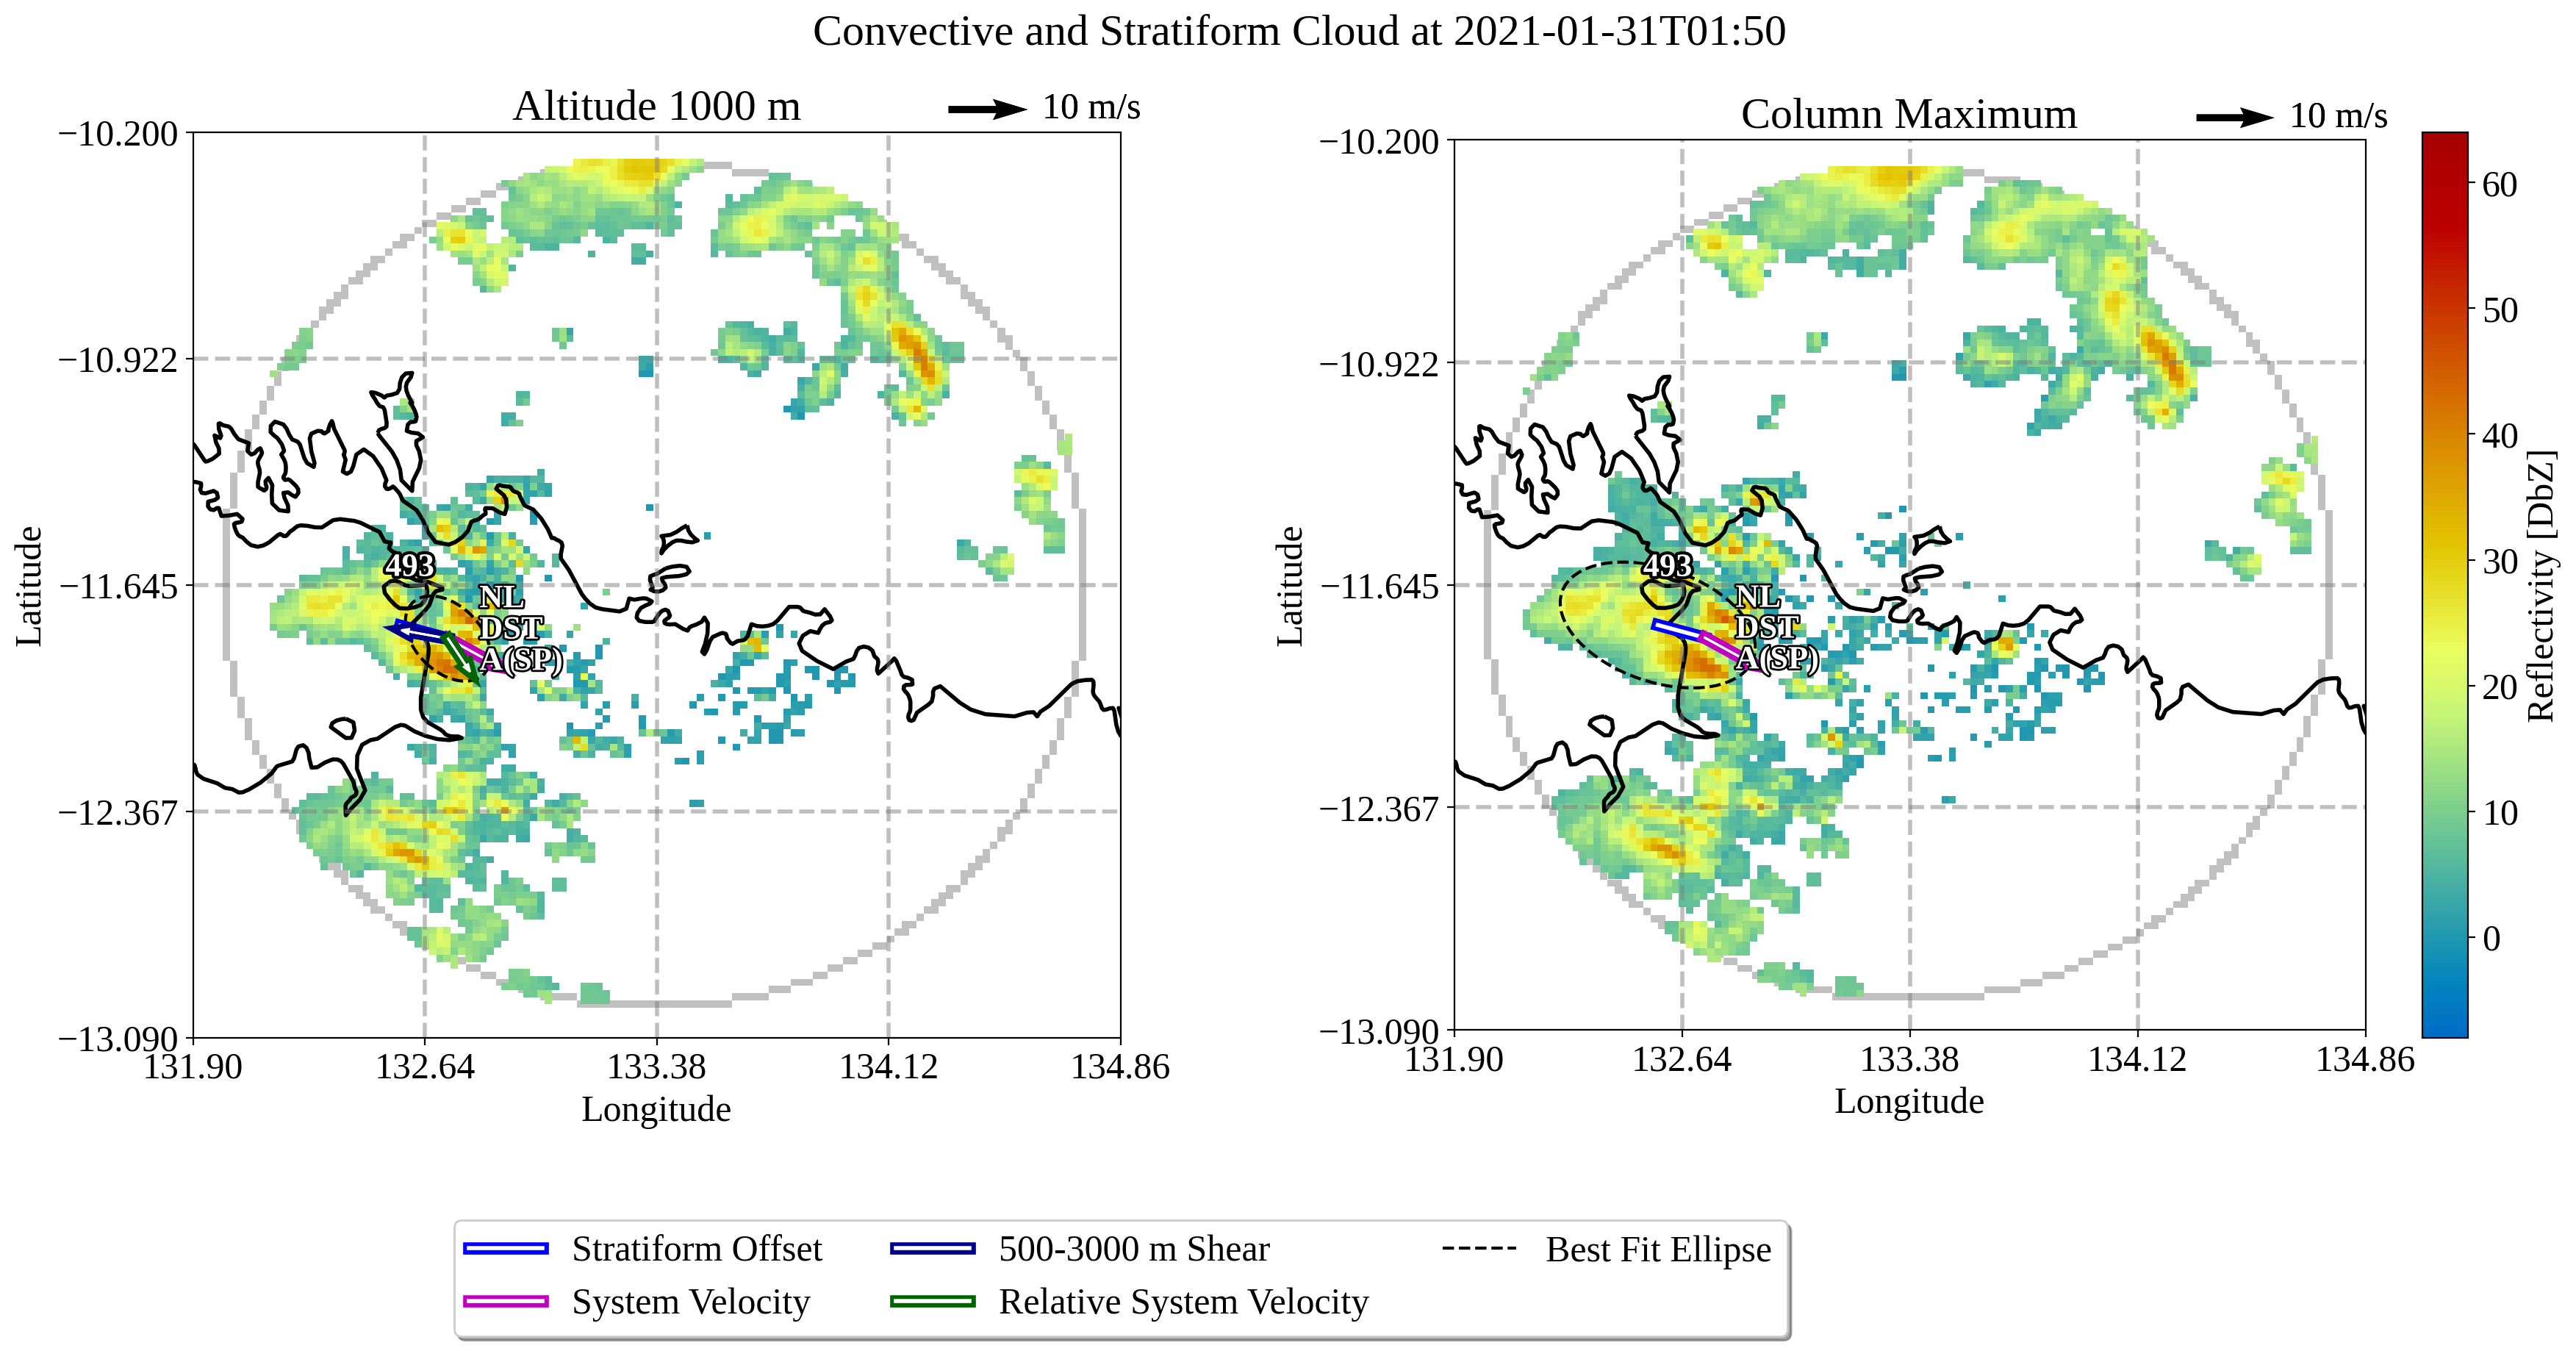 Convective and Stratiform Cloud at 2021-01-31T01:50
Altitude 1000 m
10 m/s
−10.200
−10.922
−11.645
−12.367
−13.090
Latitude
493
NL
DST
A(SP)
131.90
132.64
133.38
134.12
134.86
Longitude
Column Maximum
10 m/s
−10.200
−10.922
−11.645
−12.367
−13.090
Latitude
493
NL
DST
A(SP)
131.90
132.64
133.38
134.12
134.86
Longitude
60
50
40
30
20
10
0
Reflectivity [DbZ]
Stratiform Offset
System Velocity
500-3000 m Shear
Relative System Velocity
Best Fit Ellipse